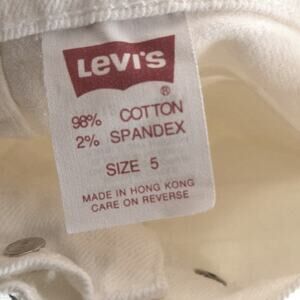 LEVI'S
®
98% COTTON
2% SPANDEX
SIZE 5
MADE IN HONG KONG
CARE ON REVERSE